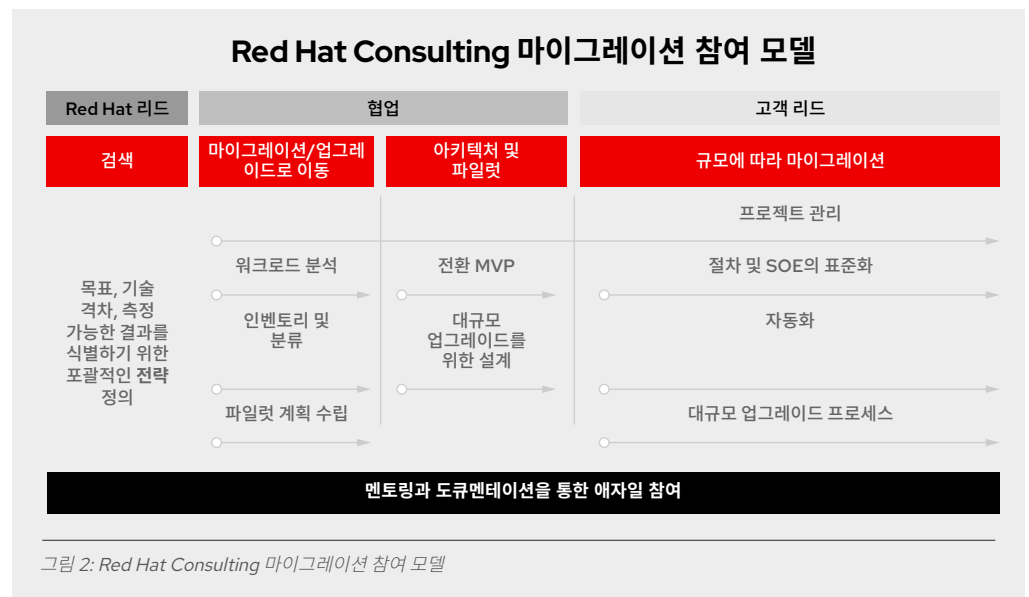 Red Hat Consulting 마이그레이션 참여 모델
Red Hat 리드
협업
고객 리드
검색
마이그레이션/업그레
이드로 이동
아키텍처 및
파일럿
규모에 따라 마이그레이션
프로젝트 관리
목표, 기술
격차, 측정
가능한 결과를
식별하기 위한
포괄적인 전략
정의
워크로드 분석
전환 MVP
절차 및 SOE의 표준화
인벤토리 및
분류
대규모
업그레이드를
위한 설계
자동화
파일럿 계획 수립
대규모 업그레이드 프로세스
멘토링과 도큐멘테이션을 통한 애자일 참여
그림 2: Red Hat Consulting 마이그레이션 참여 모델